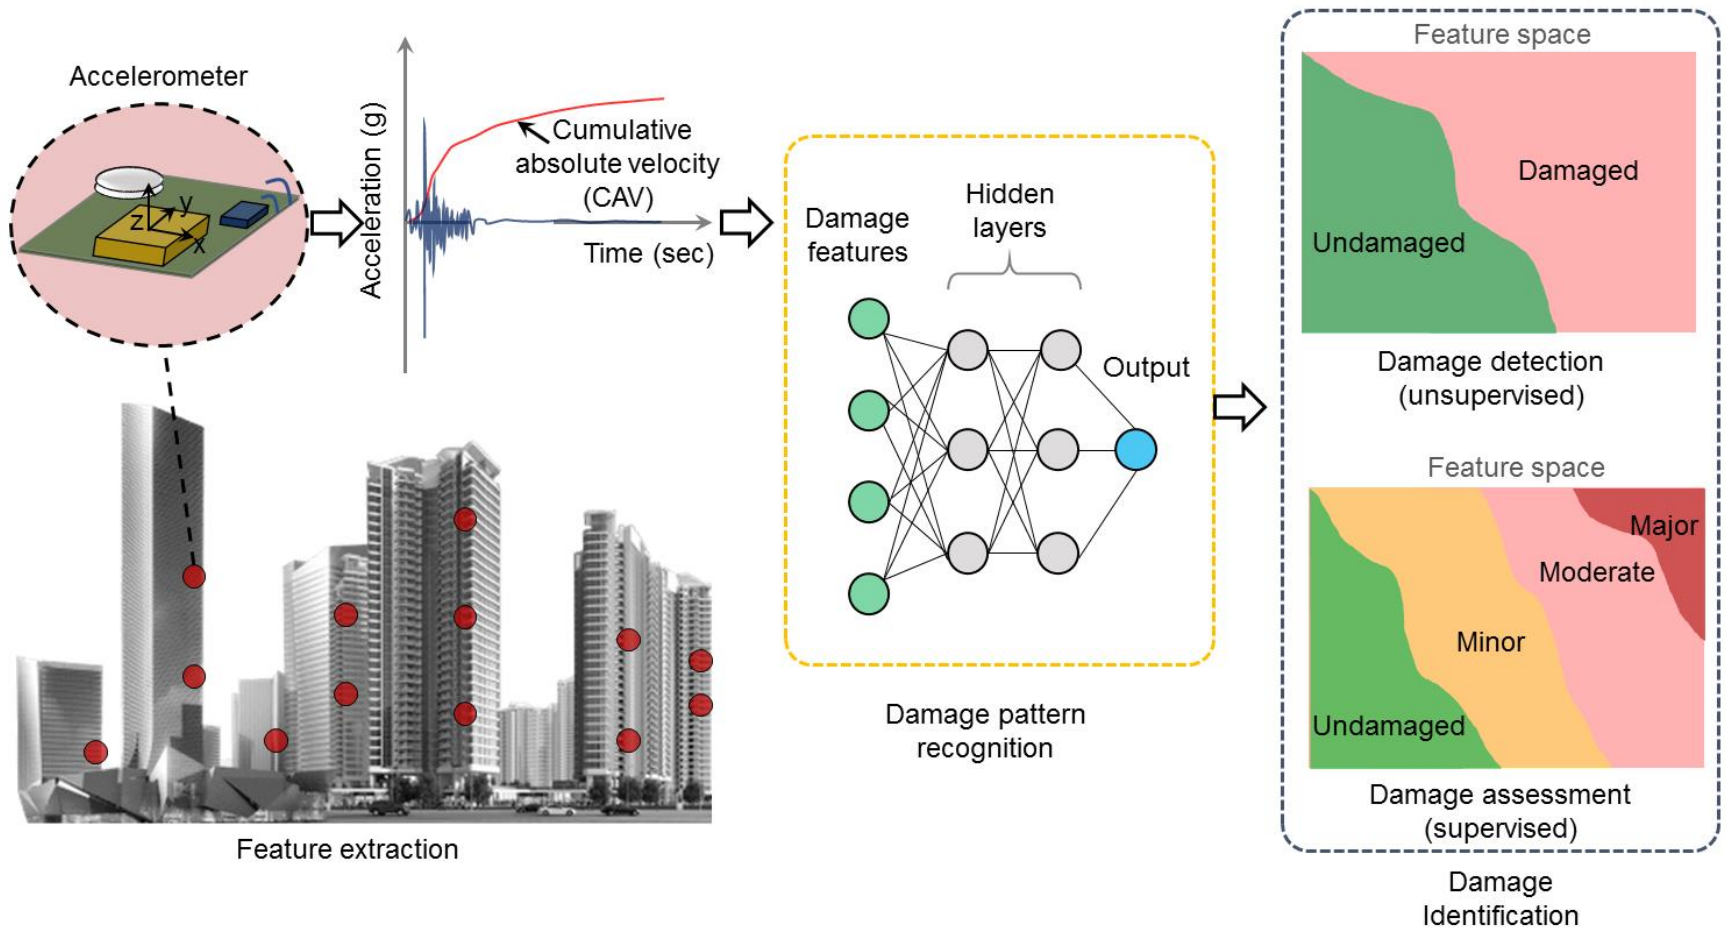 Accelerometer
z
y
x
Acceleration (g)
Cumulative
absolute velocity
(CAV)
Time (sec)
Feature extraction
Damage
features
Hidden
layers
Output
Damage pattern
recognition
Feature space
Damaged
Undamaged
Damage detection
(unsupervised)
Feature space
Major
Moderate
Minor
Undamaged
Damage assessment
(supervised)
Damage
Identification